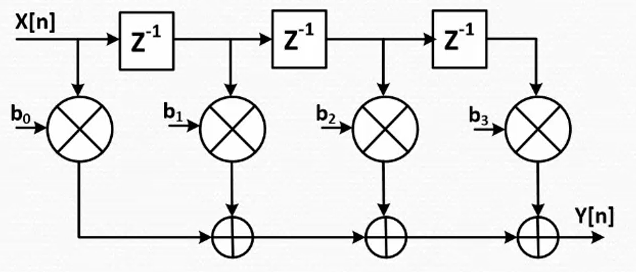 X[n]
Z⁻¹
Z⁻¹
Z⁻¹
b₀
b₁
b₂
b₃
Y[n]